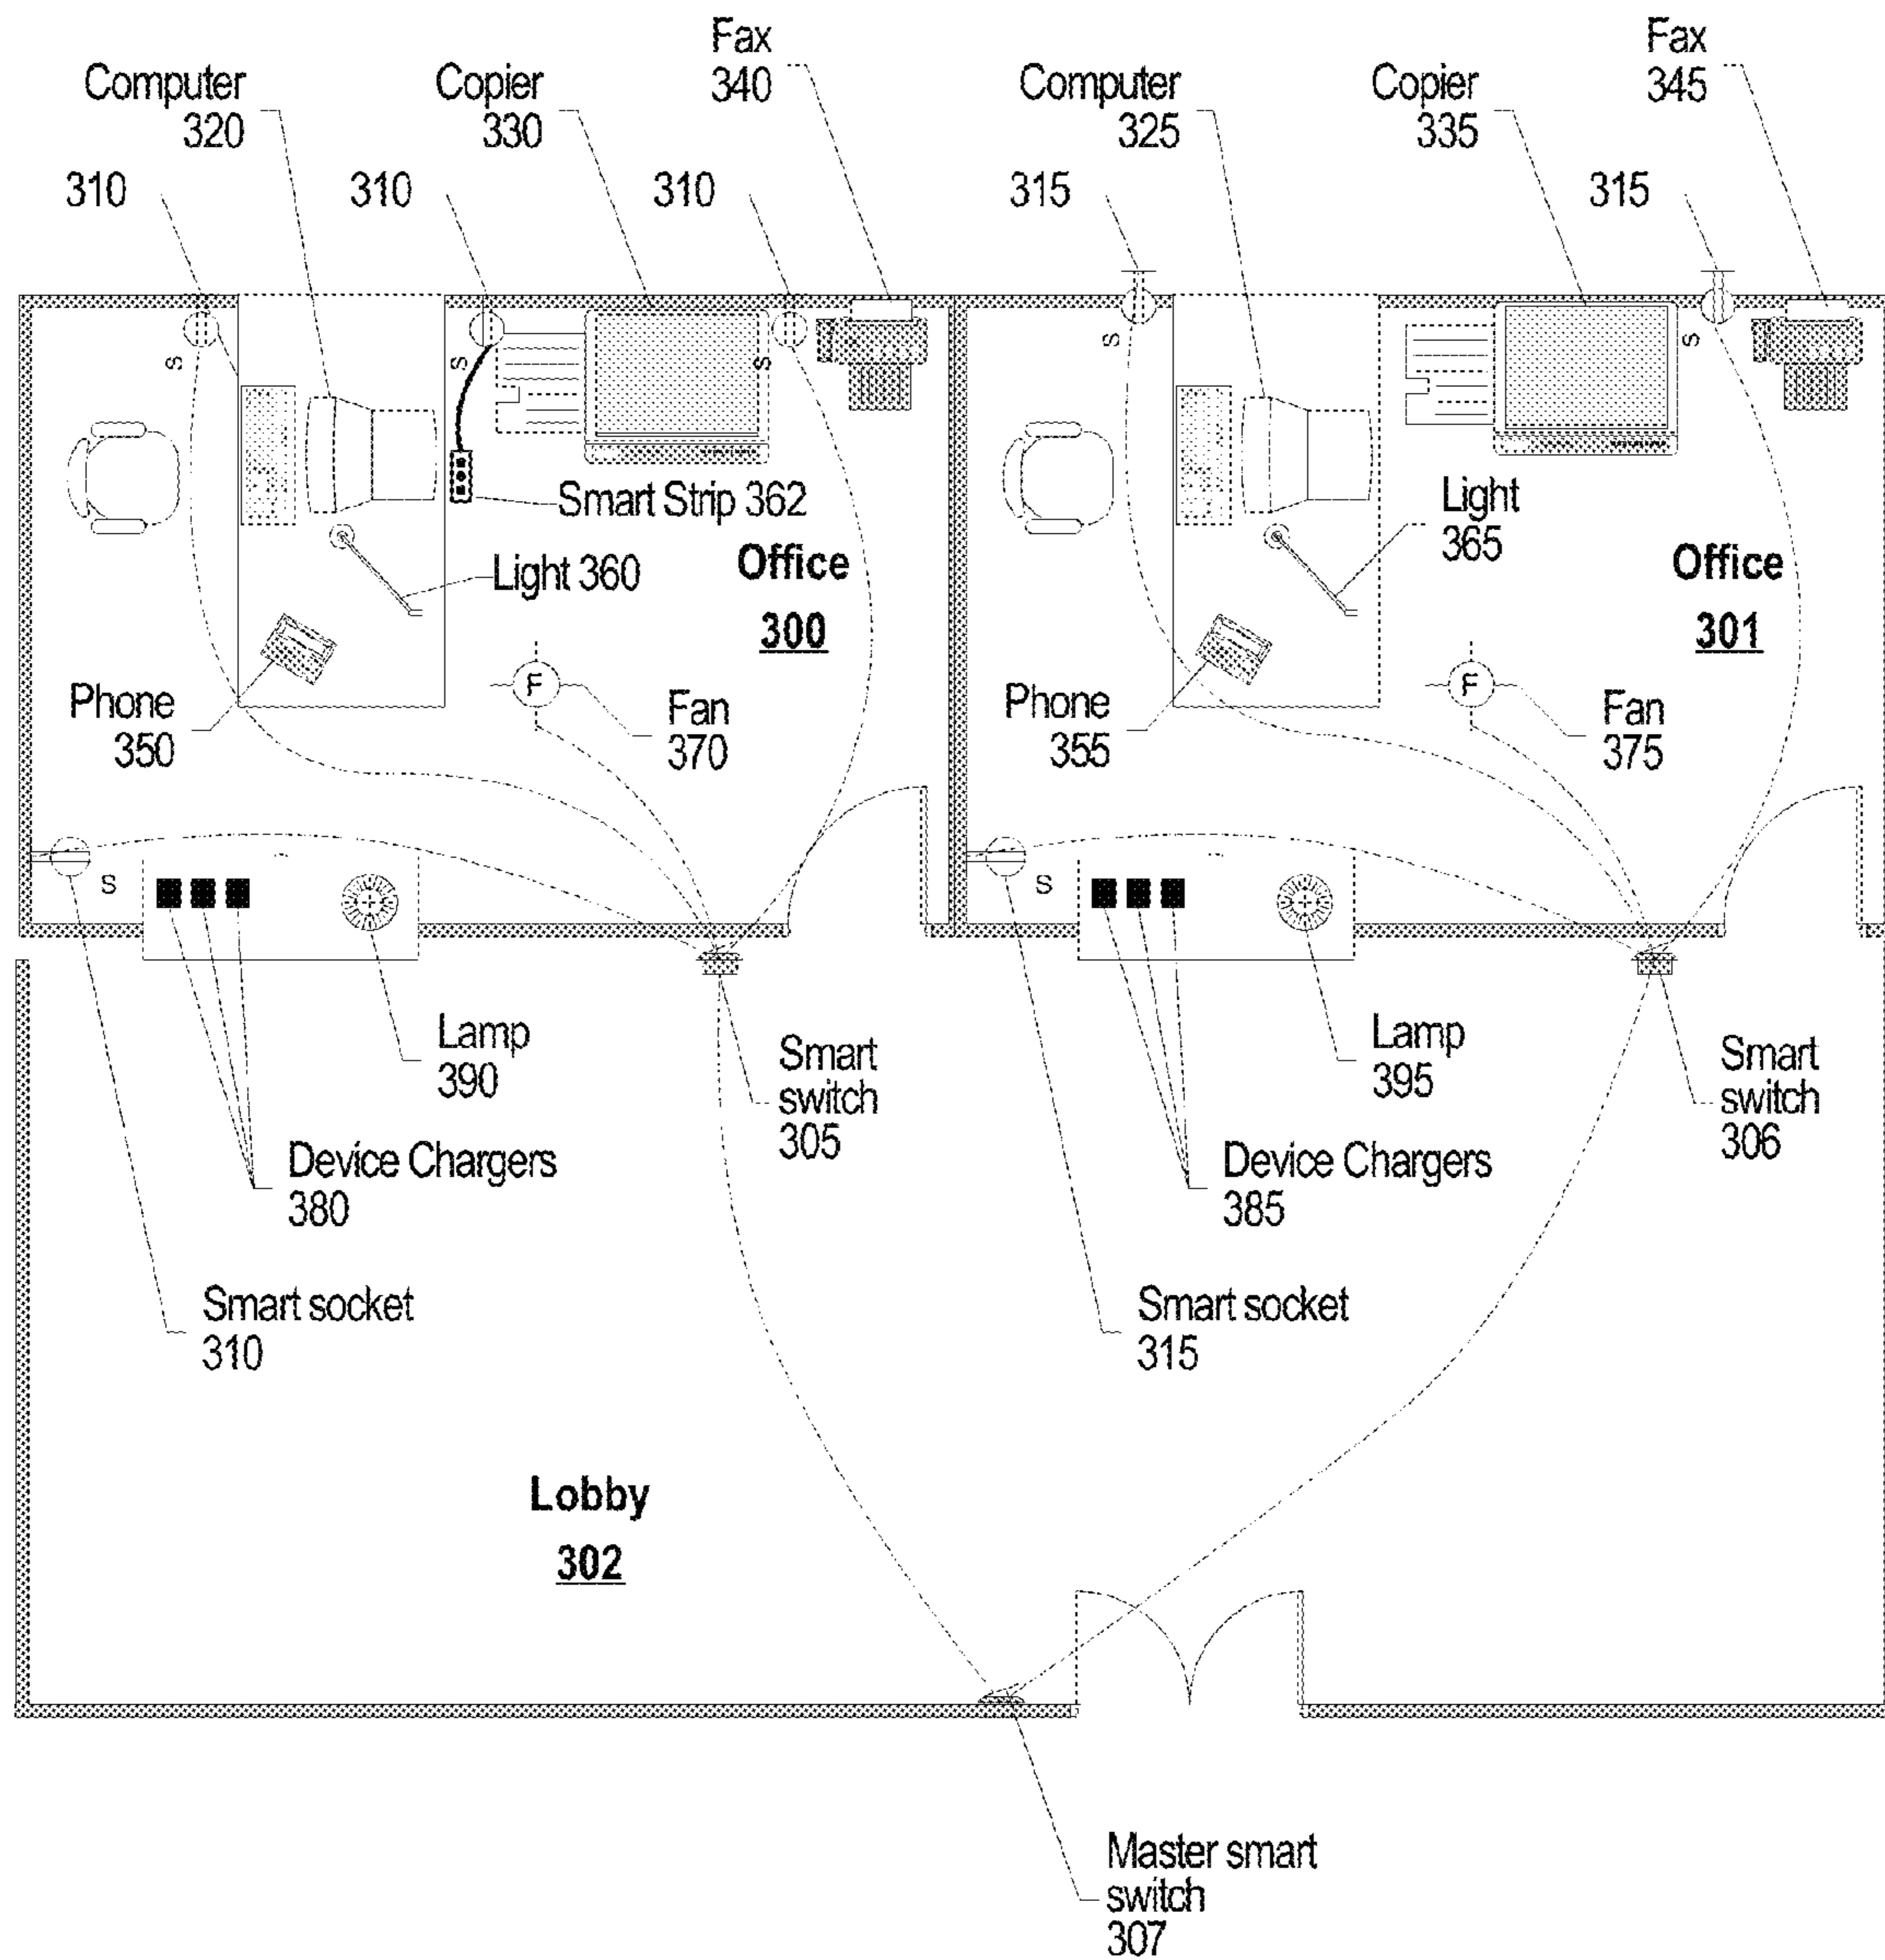 Fax
340
Fax
345
Computer
320
Copier
330
Computer
325
Copier
335
310
310
310
315
315
S
S
S
S
S
Smart Strip 362
Light
365
Light 360
Office
300
Office
301
F
F
Phone
350
Fan
370
Phone
355
Fan
375
S
S
Lamp
390
Smart
switch
305
Lamp
395
Smart
switch
306
Device Chargers
380
Device Chargers
385
Smart socket
310
Smart socket
315
Lobby
302
Master smart
switch
307